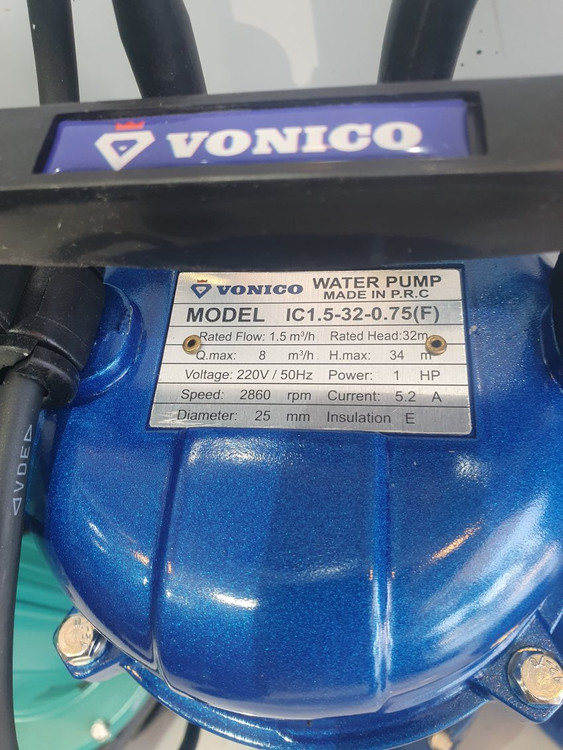 VONICO
VONICO WATER PUMP
MADE IN P.R.C
MODEL IC1.5-32-0.75(F)
Rated Flow: 1.5 m³/h Rated Head:32m
Q.max: 8 m³/h H.max: 34 m
Voltage: 220V / 50Hz Power: 1 HP
Speed: 2860 rpm Current: 5.2 A
Diameter: 25 mm Insulation E
VDE